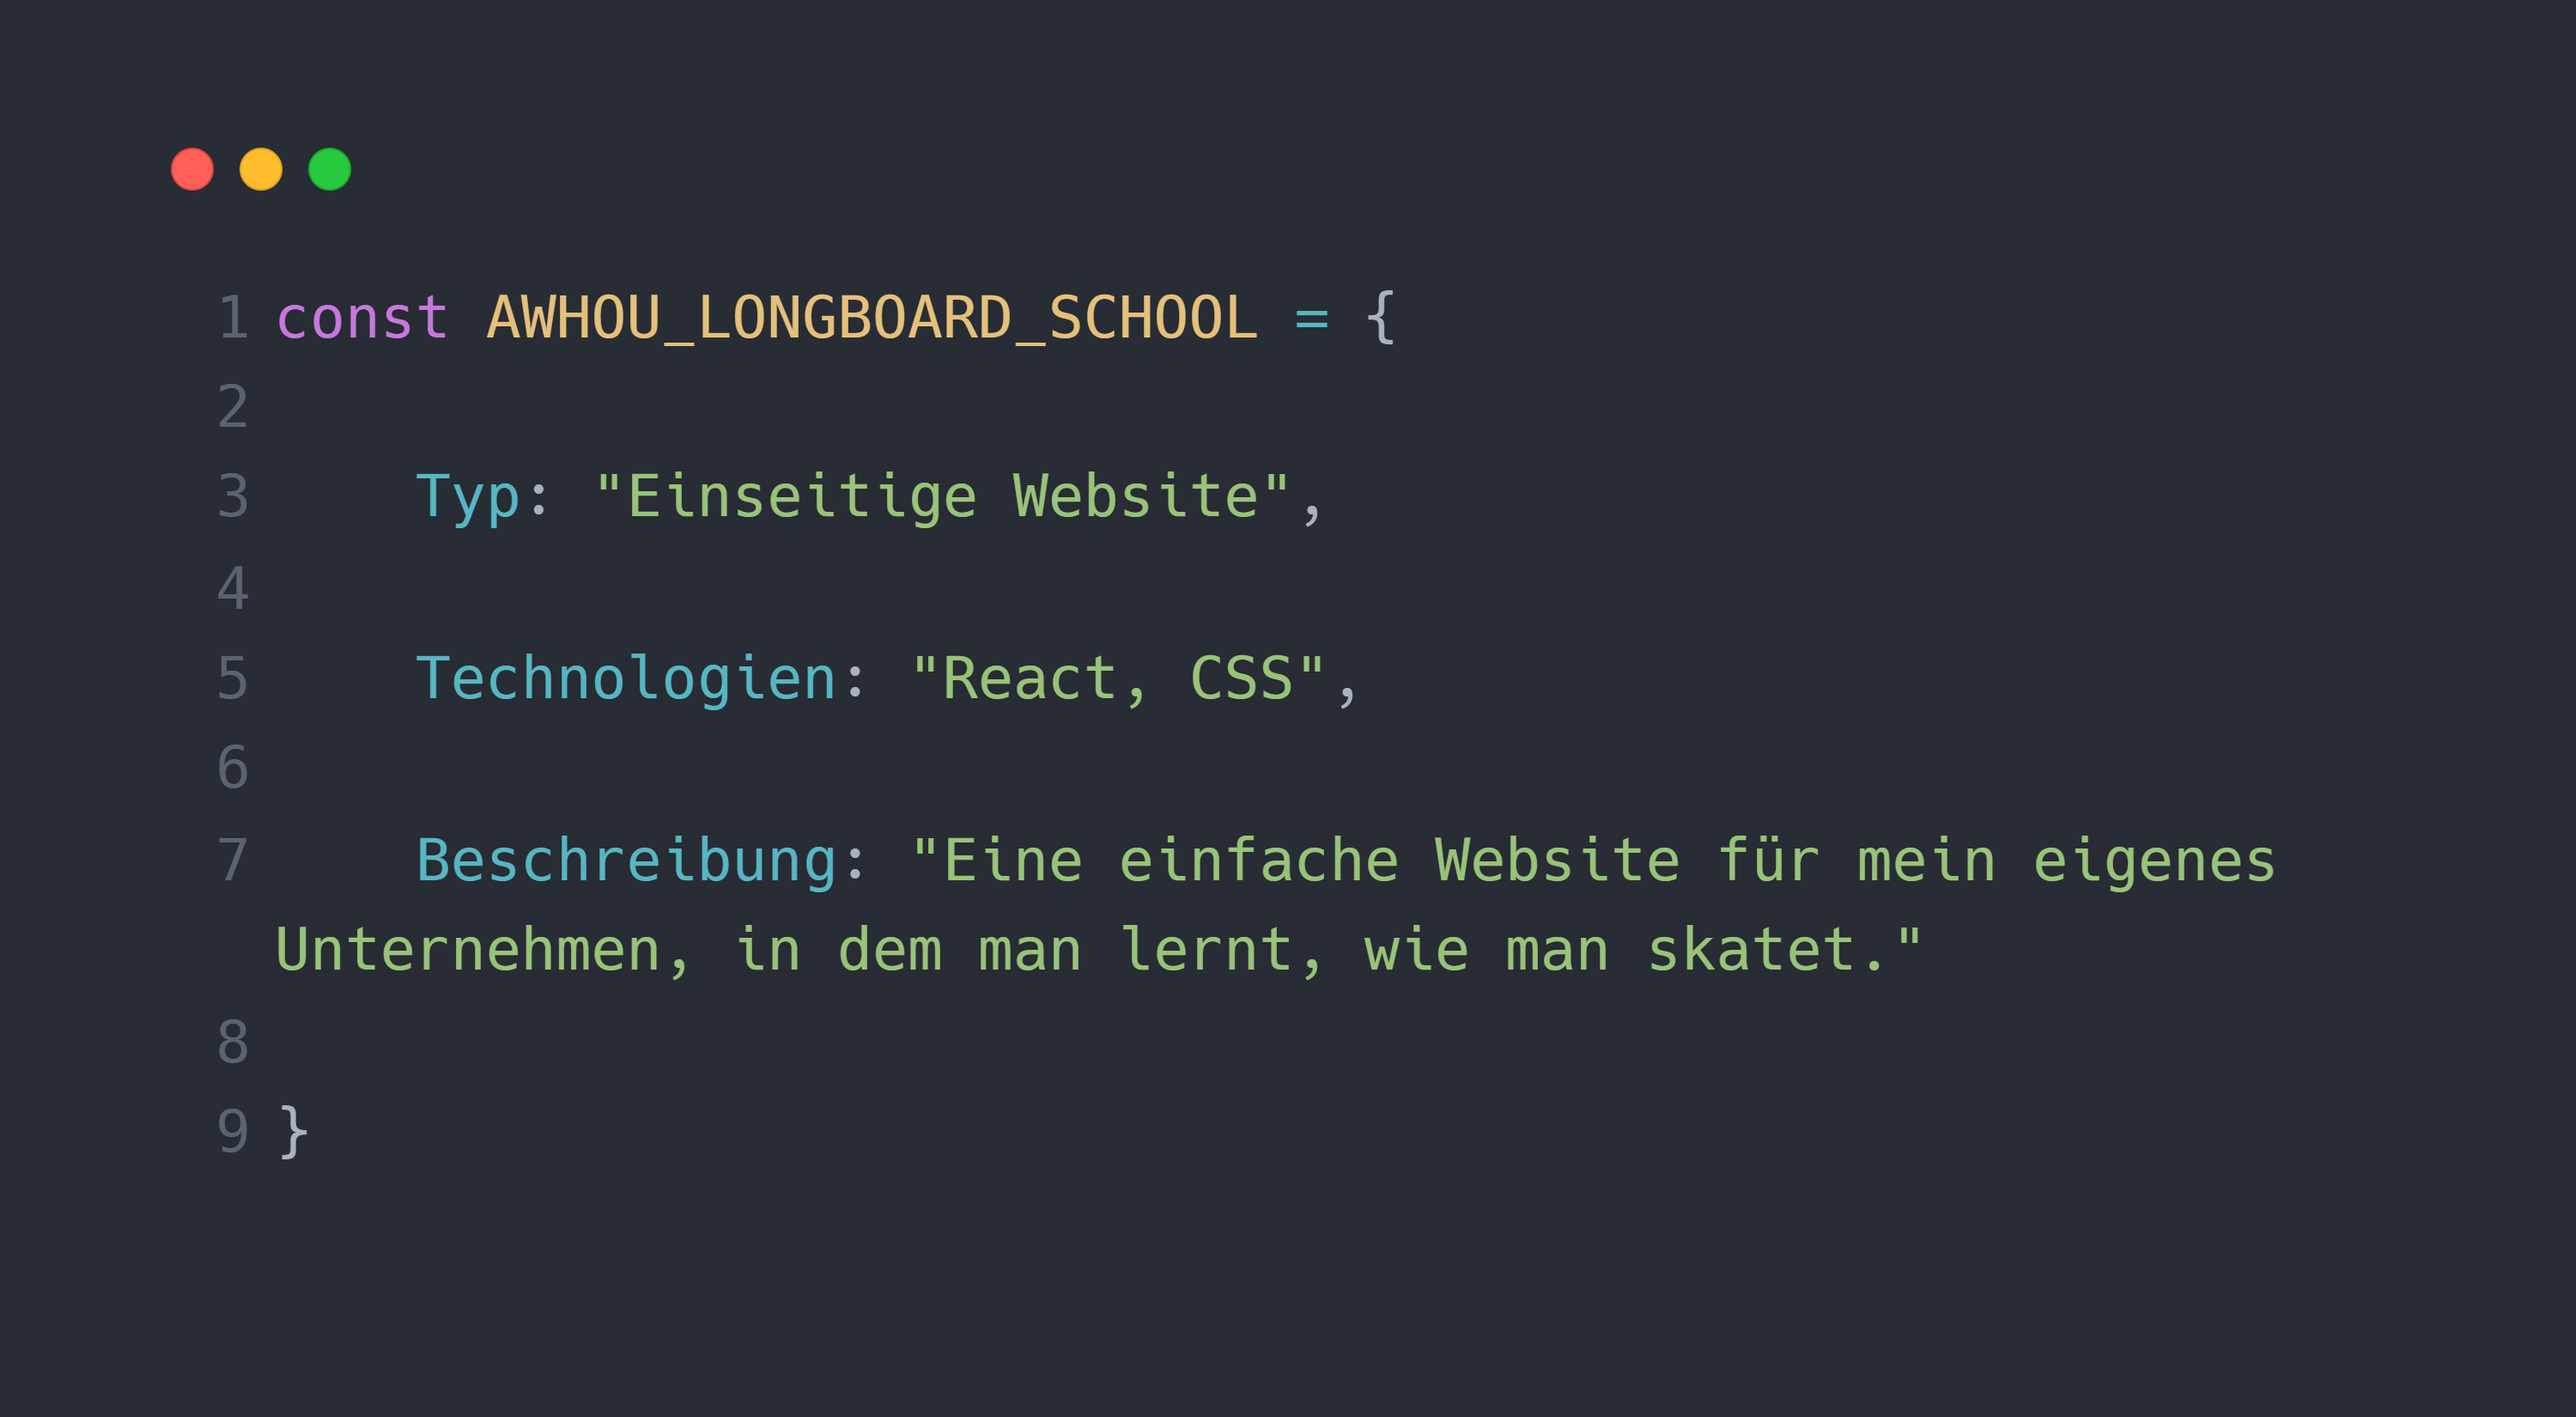 1 const AWHOU_LONGBOARD_SCHOOL = {
2
3     Typ: "Einseitige Website",
4
5     Technologien: "React, CSS",
6
7     Beschreibung: "Eine einfache Website für mein eigenes
Unternehmen, in dem man lernt, wie man skatet."
8
9 }